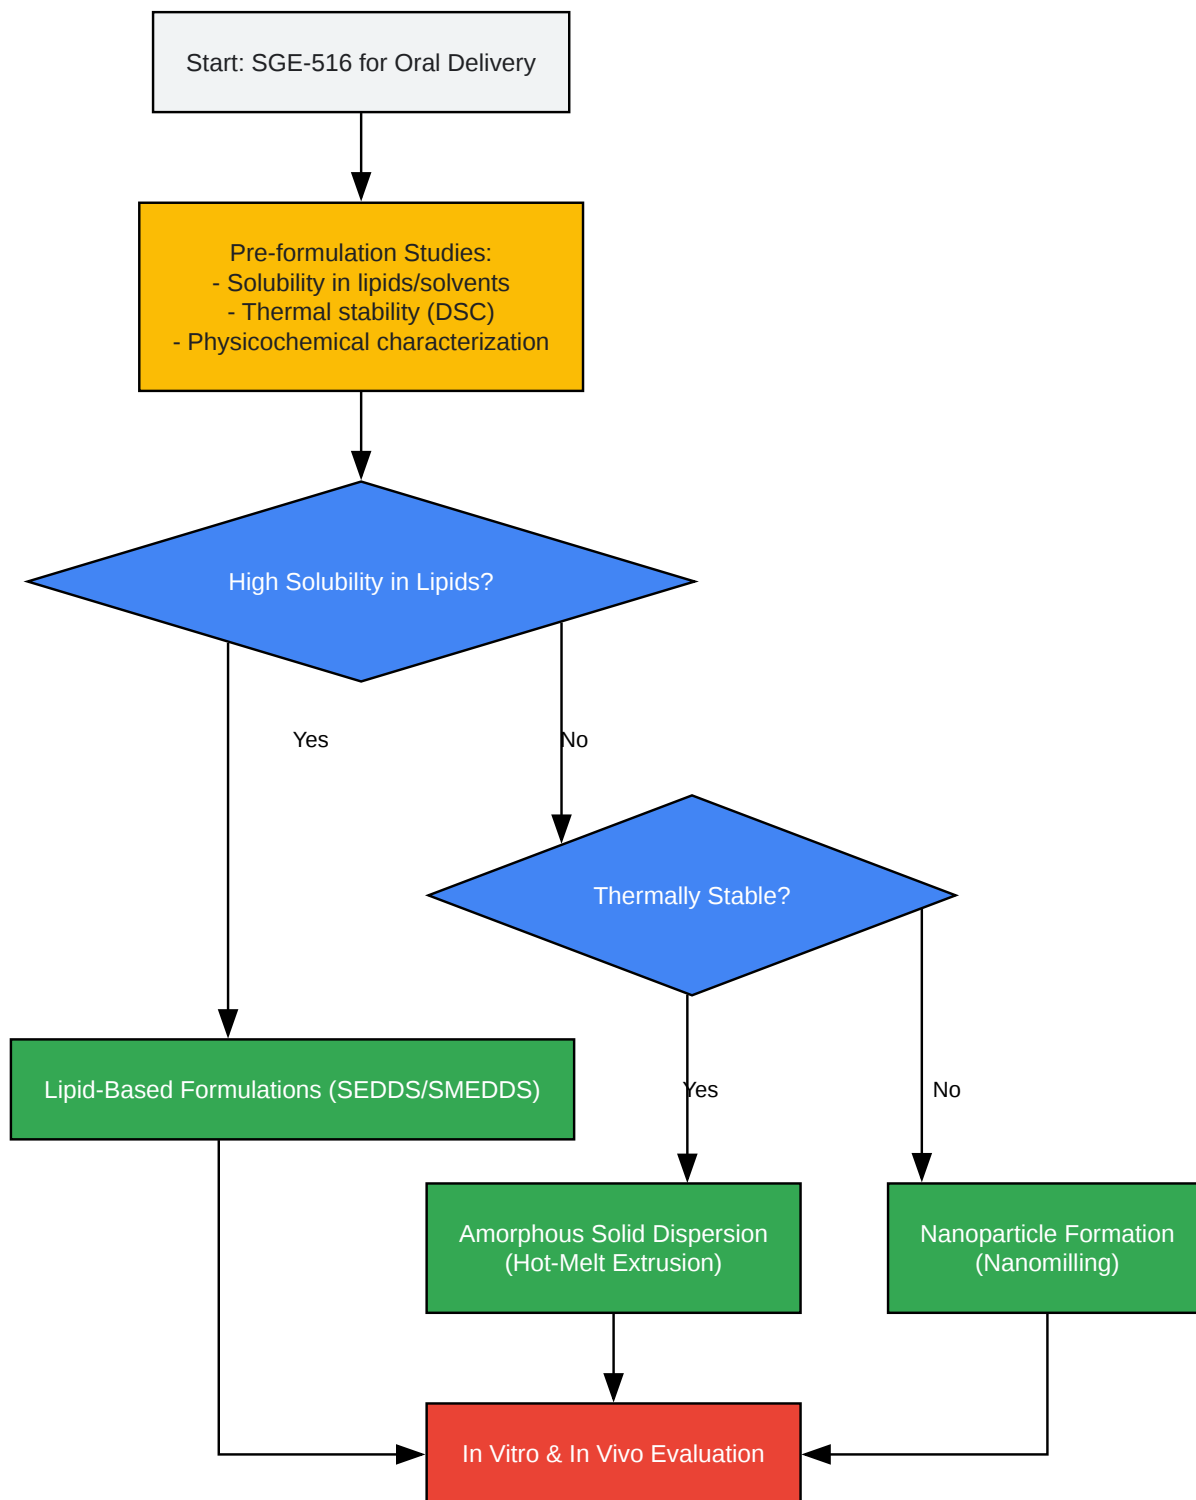 Start: SGE-516 for Oral Delivery
Pre-formulation Studies:
- Solubility in lipids/solvents
- Thermal stability (DSC)
- Physicochemical characterization
High Solubility in Lipids?
Yes
No
Thermally Stable?
Lipid-Based Formulations (SEDDS/SMEDDS)
Yes
No
Amorphous Solid Dispersion
(Hot-Melt Extrusion)
Nanoparticle Formation
(Nanomilling)
In Vitro & In Vivo Evaluation